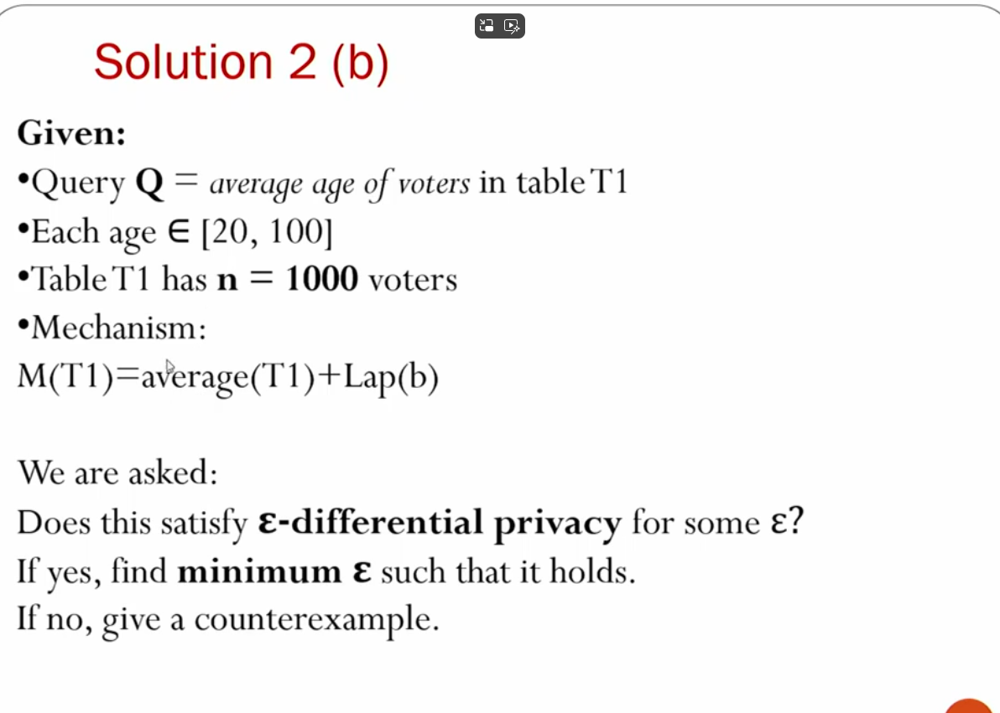 Solution 2 (b)
Given:
•Query Q = average age of voters in table T1
•Each age ∈ [20, 100]
•Table T1 has n = 1000 voters
•Mechanism:
M(T1)=average(T1)+Lap(b)
We are asked:
Does this satisfy ε-differential privacy for some ε?
If yes, find minimum ε such that it holds.
If no, give a counterexample.